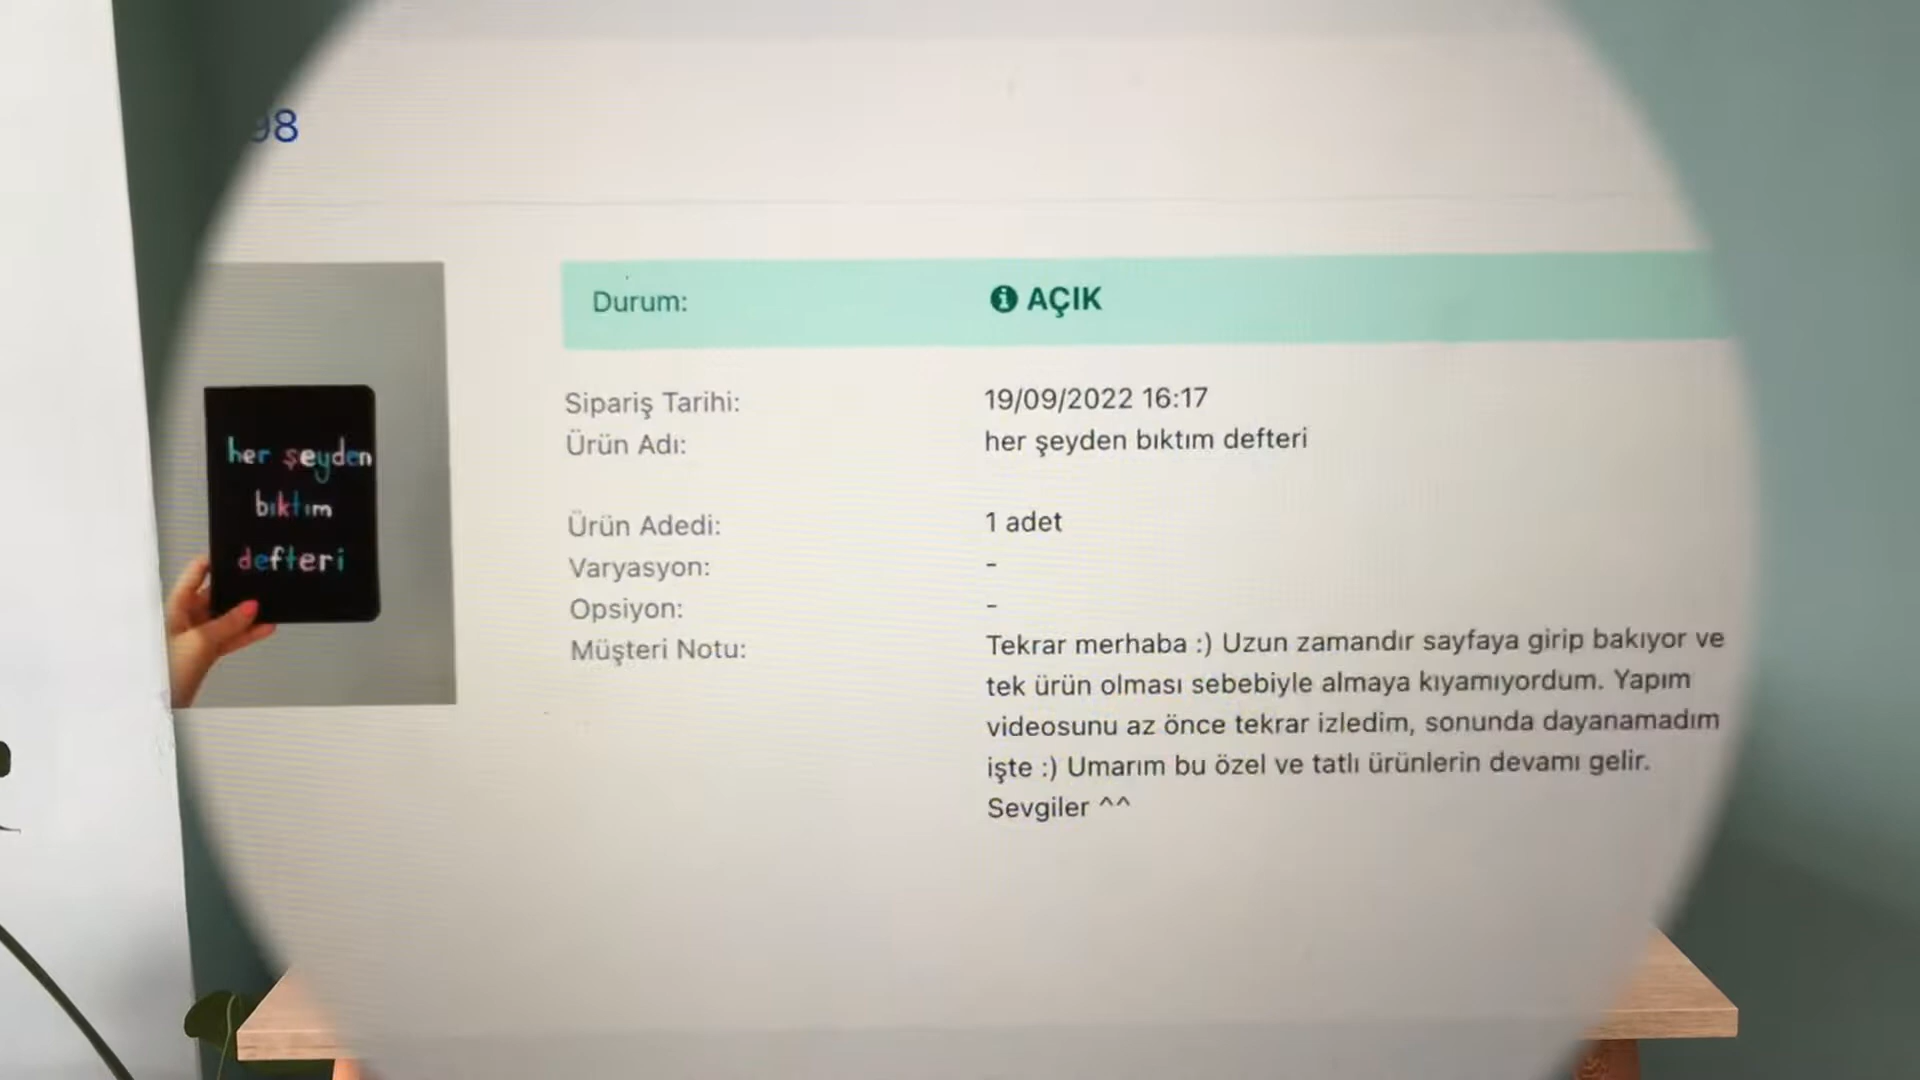 98
Durum:
AÇIK
her şeyden
bıktım
defteri
Sipariş Tarihi:
19/09/2022 16:17
Ürün Adı:
her şeyden bıktım defteri
Ürün Adedi:
1 adet
Varyasyon:
-
Opsiyon:
-
Müşteri Notu:
Tekrar merhaba :) Uzun zamandır sayfaya girip bakıyor ve
tek ürün olması sebebiyle almaya kıyamıyordum. Yapım
videosunu az önce tekrar izledim, sonunda dayanamadım
işte :) Umarım bu özel ve tatlı ürünlerin devamı gelir.
Sevgiler ^^